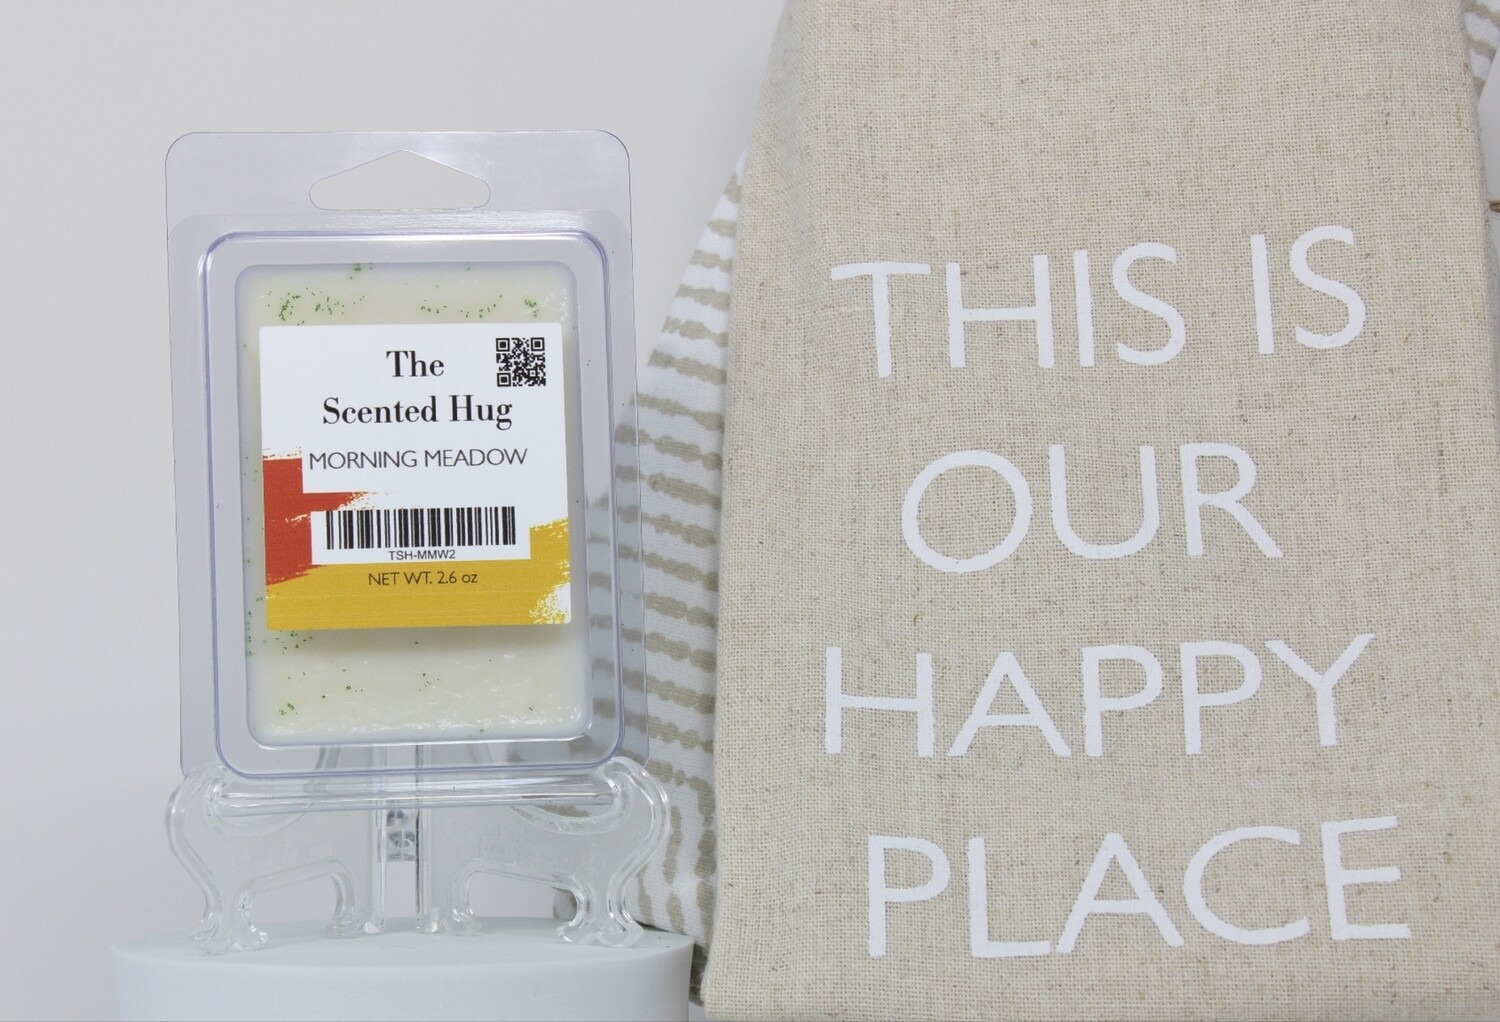 The
Scented Hug
MORNING MEADOW
TSH-MMW2
NET WT. 2.6 oz
THIS IS
OUR
HAPPY
PLACE